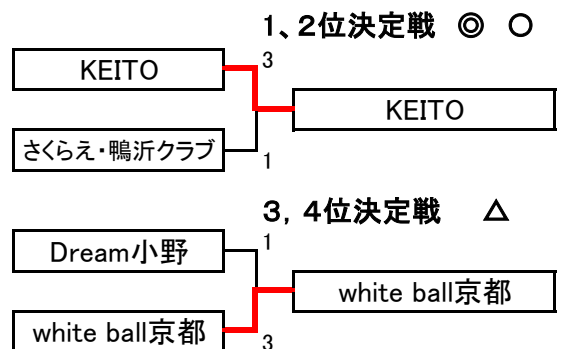 1、2位決定戦 ◎ ○
3
KEITO
KEITO
さくらえ・鴨沂クラブ
1
3，4位決定戦 △
1
Dream小野
white ball京都
white ball京都
3